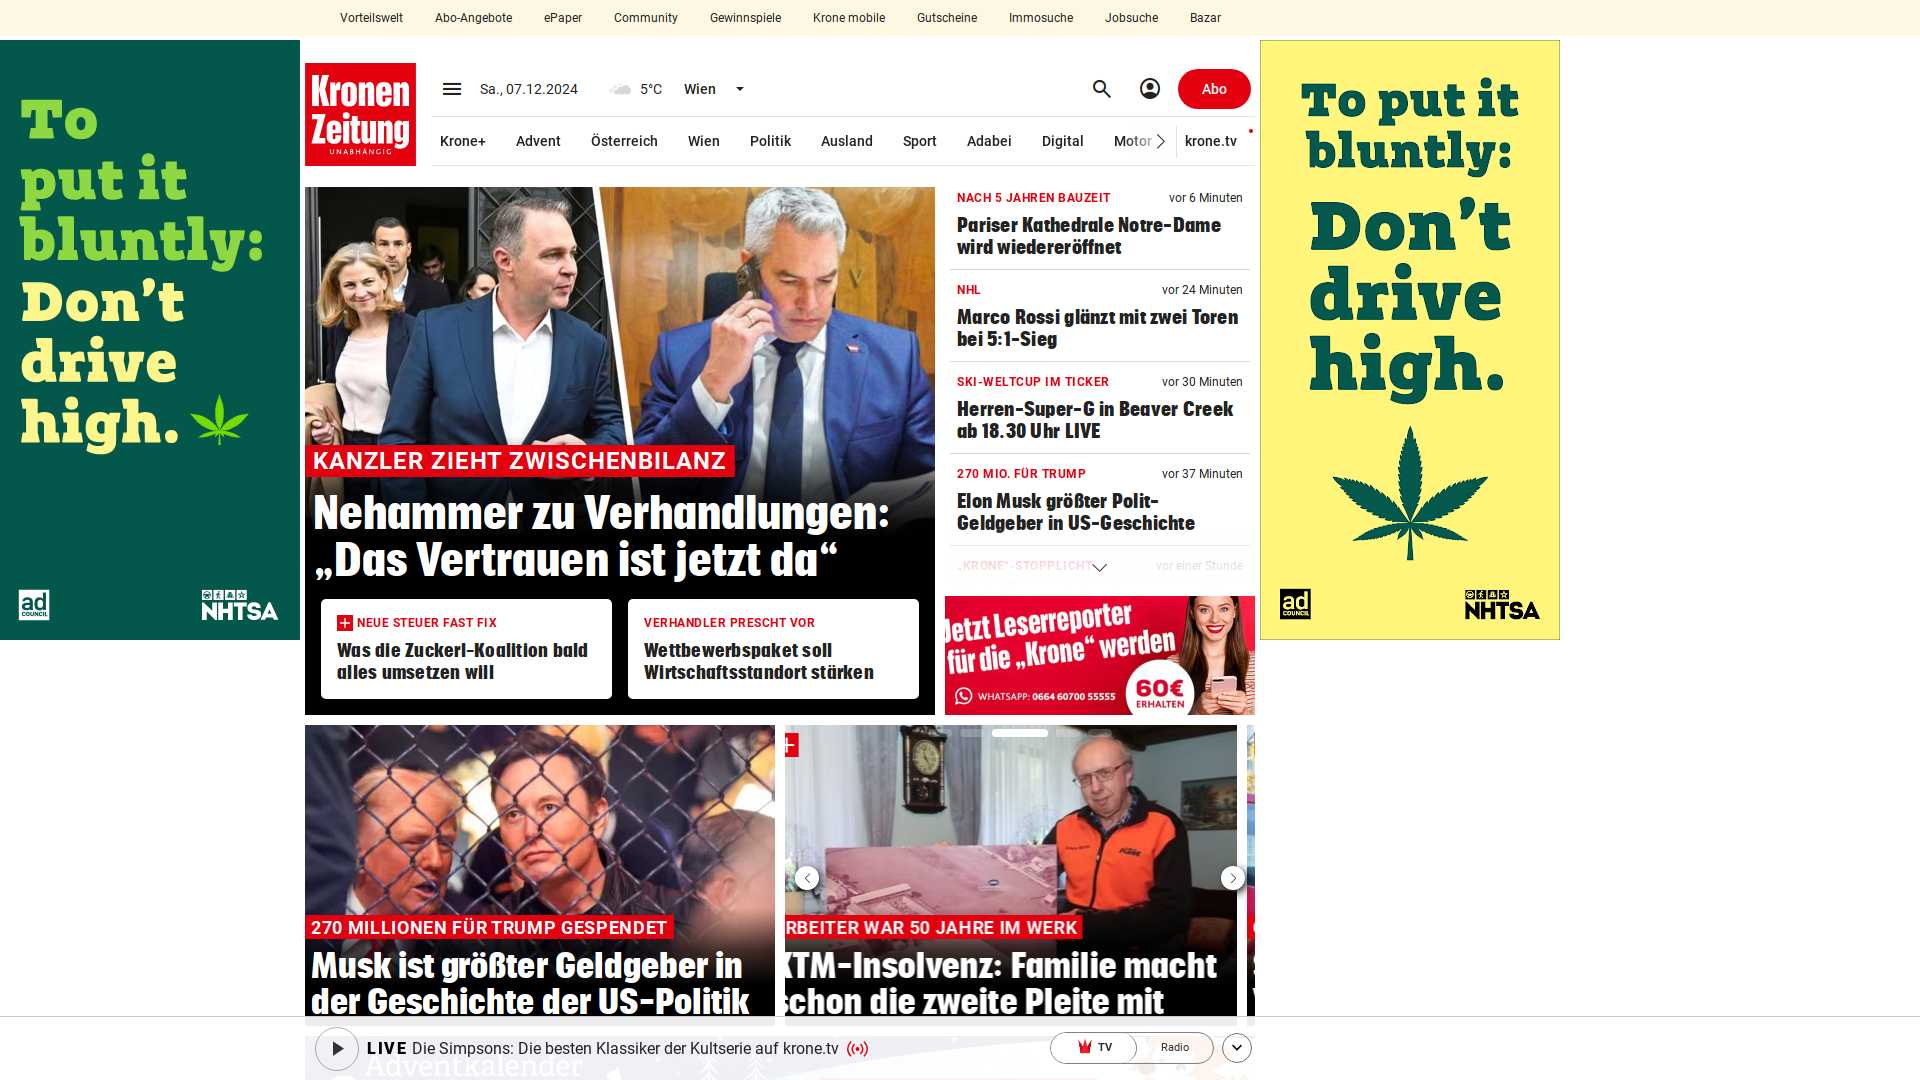 Vorteilswelt Abo-Angebote ePaper Community Gewinnspiele Krone mobile Gutscheine Immosuche Jobsuche Bazar
To
put it
bluntly:
Don't
drive
high.
ad
COUNCIL
NHTSA
Kronen
Zeitung
UNABHÄNGIG
Sa., 07.12.2024 5°C Wien
Abo
Krone+ Advent Österreich Wien Politik Ausland Sport Adabei Digital Motor krone.tv
KANZLER ZIEHT ZWISCHENBILANZ
Nehammer zu Verhandlungen:
„Das Vertrauen ist jetzt da“
NEUE STEUER FAST FIX
Was die Zuckerl-Koalition bald
alles umsetzen will
VERHANDLER PRESCHT VOR
Wettbewerbspaket soll
Wirtschaftsstandort stärken
NACH 5 JAHREN BAUZEIT vor 6 Minuten
Pariser Kathedrale Notre-Dame
wird wiedereröffnet
NHL vor 24 Minuten
Marco Rossi glänzt mit zwei Toren
bei 5:1-Sieg
SKI-WELTCUP IM TICKER vor 30 Minuten
Herren-Super-G in Beaver Creek
ab 18.30 Uhr LIVE
270 MIO. FÜR TRUMP vor 37 Minuten
Elon Musk größter Polit-
Geldgeber in US-Geschichte
„KRONE“-STOPPLICHT vor einer Stunde
Jetzt Leserreporter
für die „Krone“ werden
WHATSAPP: 0664 60700 55555
60€
ERHALTEN
To put it
bluntly:
Don't
drive
high.
ad
COUNCIL
NHTSA
270 MILLIONEN FÜR TRUMP GESPENDET
Musk ist größter Geldgeber in
der Geschichte der US-Politik
KTM
RBEITER WAR 50 JAHRE IM WERK
KTM-Insolvenz: Familie macht
schon die zweite Pleite mit
LIVE Die Simpsons: Die besten Klassiker der Kultserie auf krone.tv
TV Radio
Adventkalender